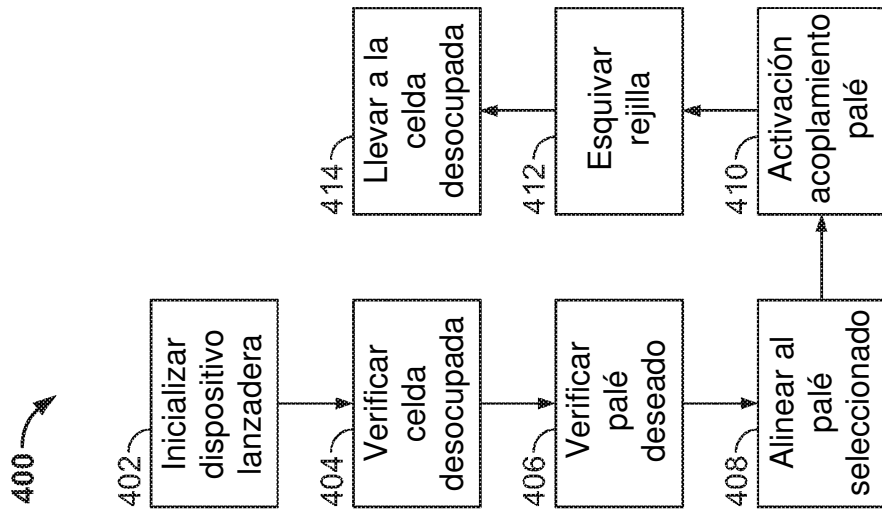 400
402
Inicializar
dispositivo
lanzadera
404
Verificar
celda
desocupada
406
Verificar
palé
deseado
408
Alinear al
palé
seleccionado
410
Activación
acoplamiento
palé
412
Esquivar
rejilla
414
Llevar a la
celda
desocupada